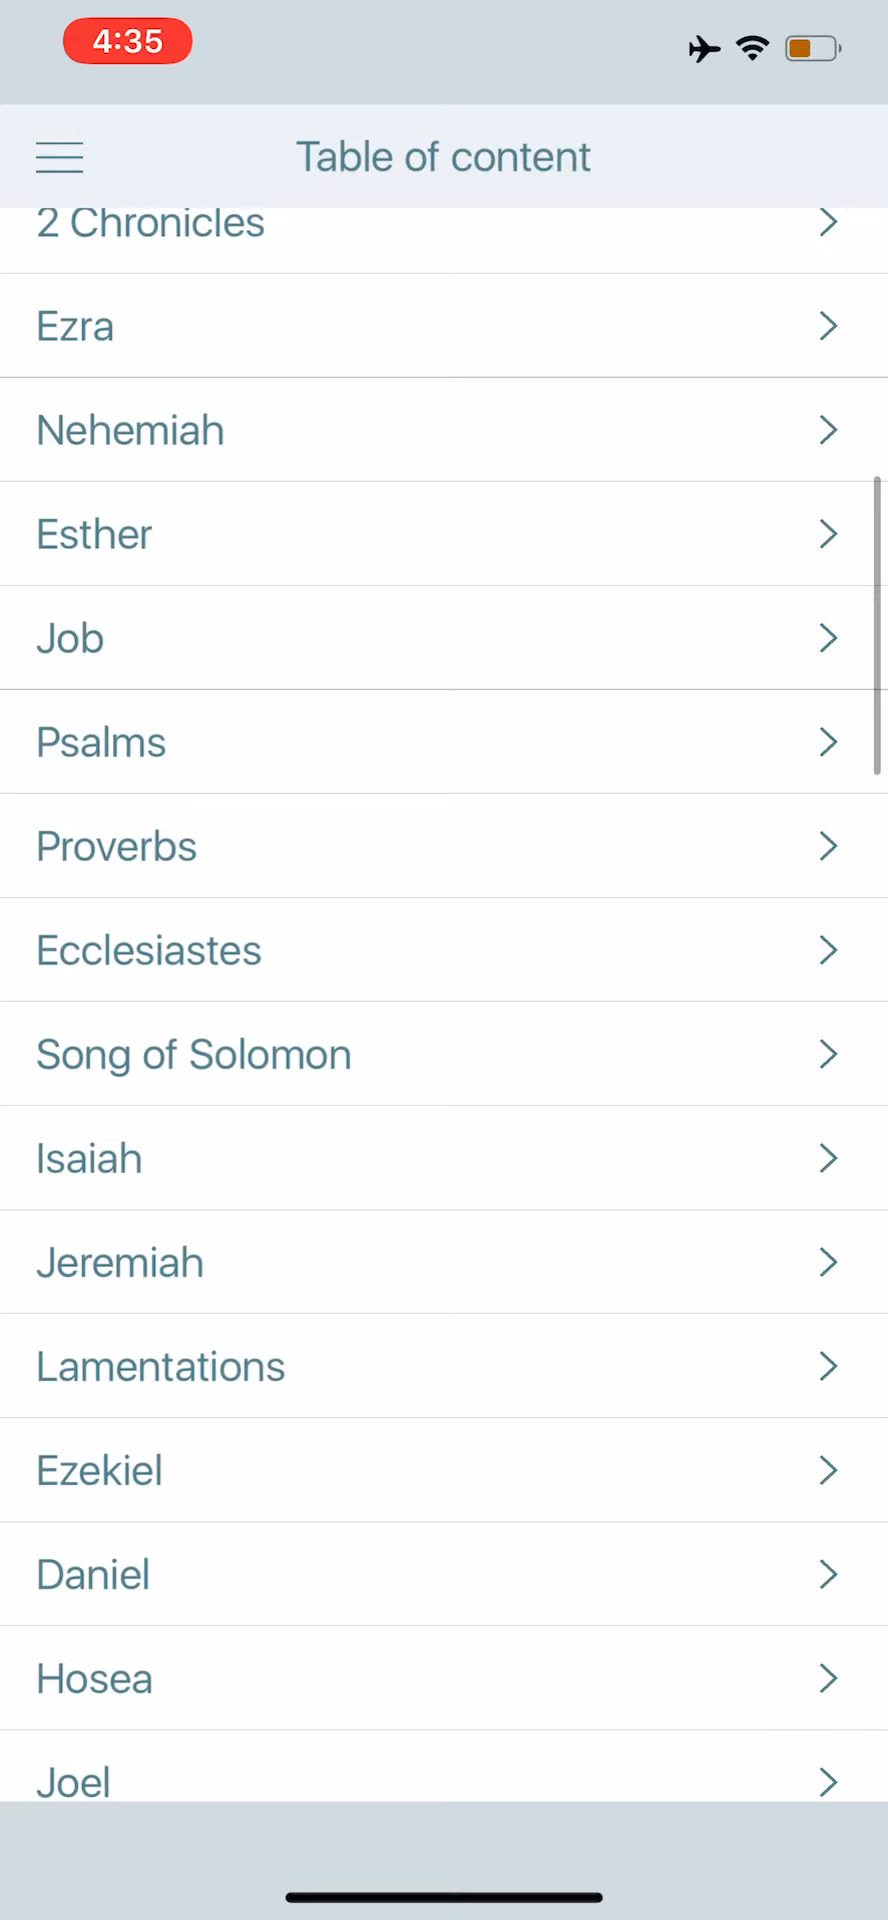 4:35
Table of content
2 Chronicles
Ezra
Nehemiah
Esther
Job
Psalms
Proverbs
Ecclesiastes
Song of Solomon
Isaiah
Jeremiah
Lamentations
Ezekiel
Daniel
Hosea
Joel